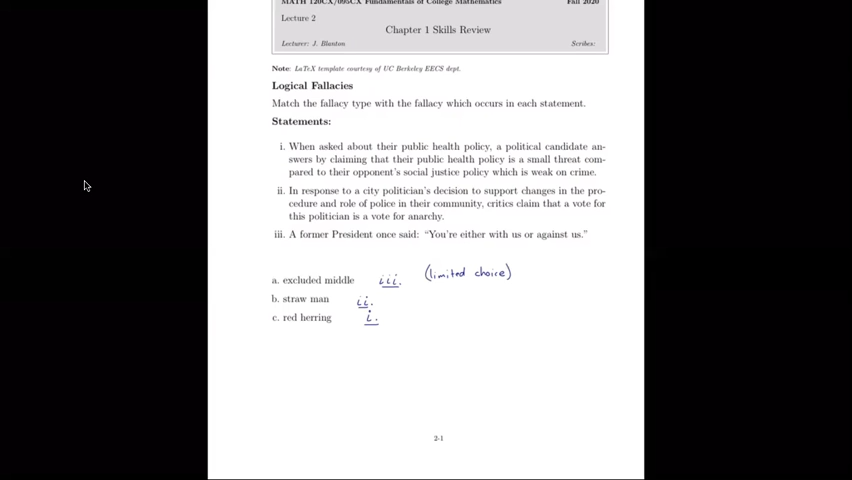 MATH 120CX/095CX Fundamentals of College Mathematics Fall 2020
Lecture 2
Chapter 1 Skills Review
Lecturer: J. Blanton Scribes:
Note: LaTeX template courtesy of UC Berkeley EECS dept.
Logical Fallacies
Match the fallacy type with the fallacy which occurs in each statement.
Statements:
i. When asked about their public health policy, a political candidate an-
swers by claiming that their public health policy is a small threat com-
pared to their opponent's social justice policy which is weak on crime.
ii. In response to a city politician's decision to support changes in the pro-
cedure and role of police in their community, critics claim that a vote for
this politician is a vote for anarchy.
iii. A former President once said: "You're either with us or against us."
a. excluded middle iii. (limited choice)
b. straw man ii.
c. red herring i.
2-1